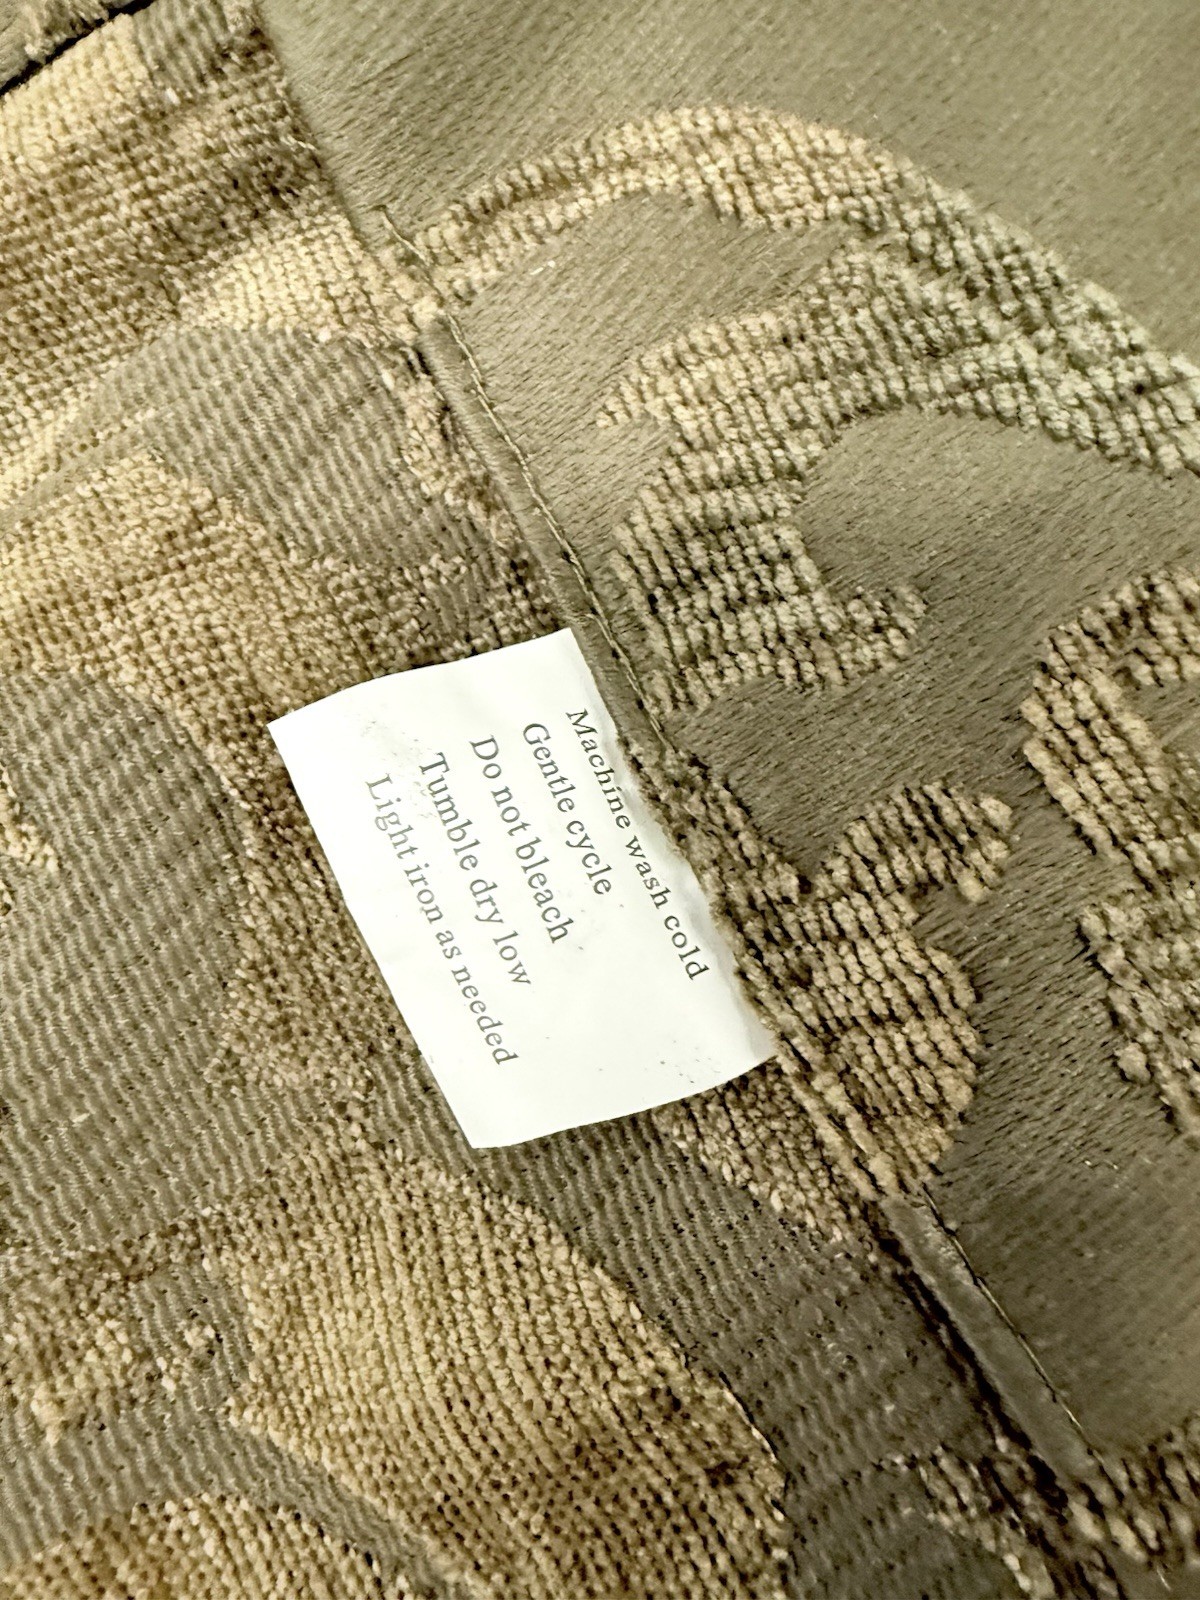 Machine wash cold
Gentle cycle
Do not bleach
Tumble dry low
Light iron as needed